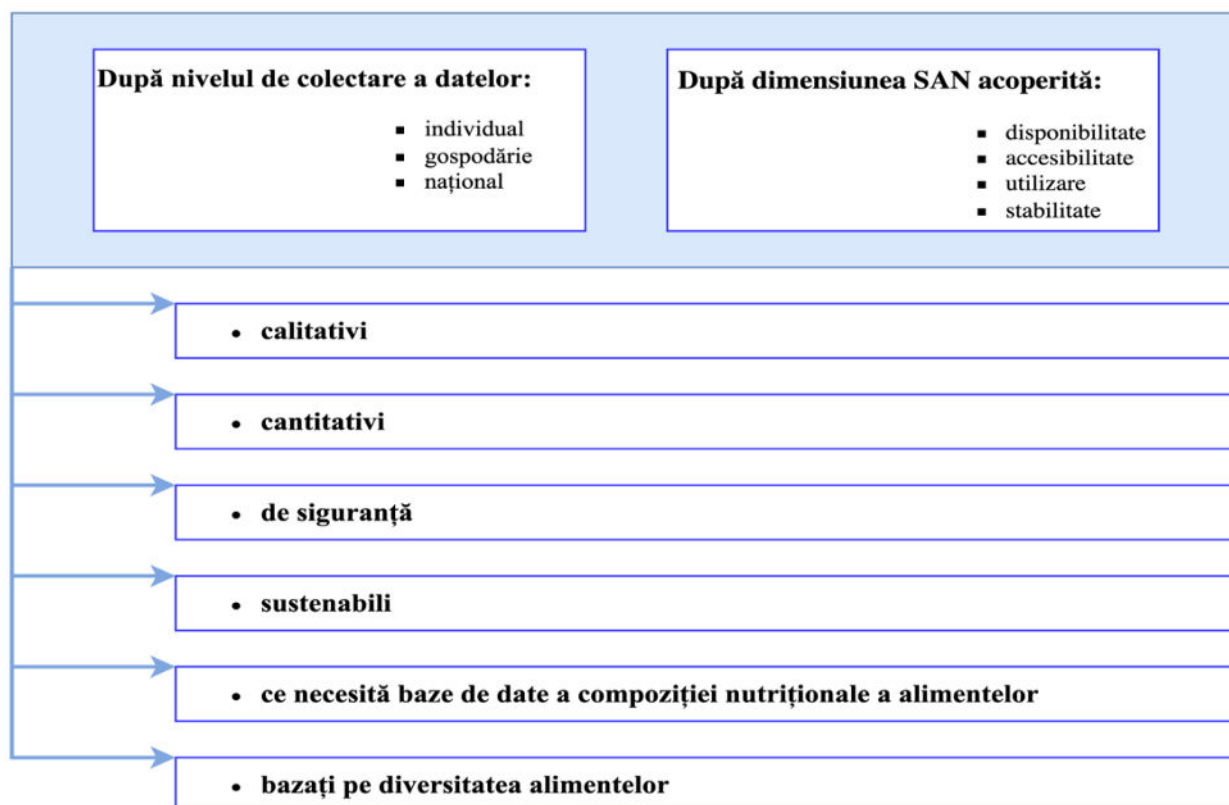 După nivelul de colectare a datelor:
▪ individual
▪ gospodărie
▪ național
După dimensiunea SAN acoperită:
▪ disponibilitate
▪ accesibilitate
▪ utilizare
▪ stabilitate
• calitativi
• cantitativi
• de siguranță
• sustenabili
• ce necesită baze de date a compoziției nutriționale a alimentelor
• bazați pe diversitatea alimentelor